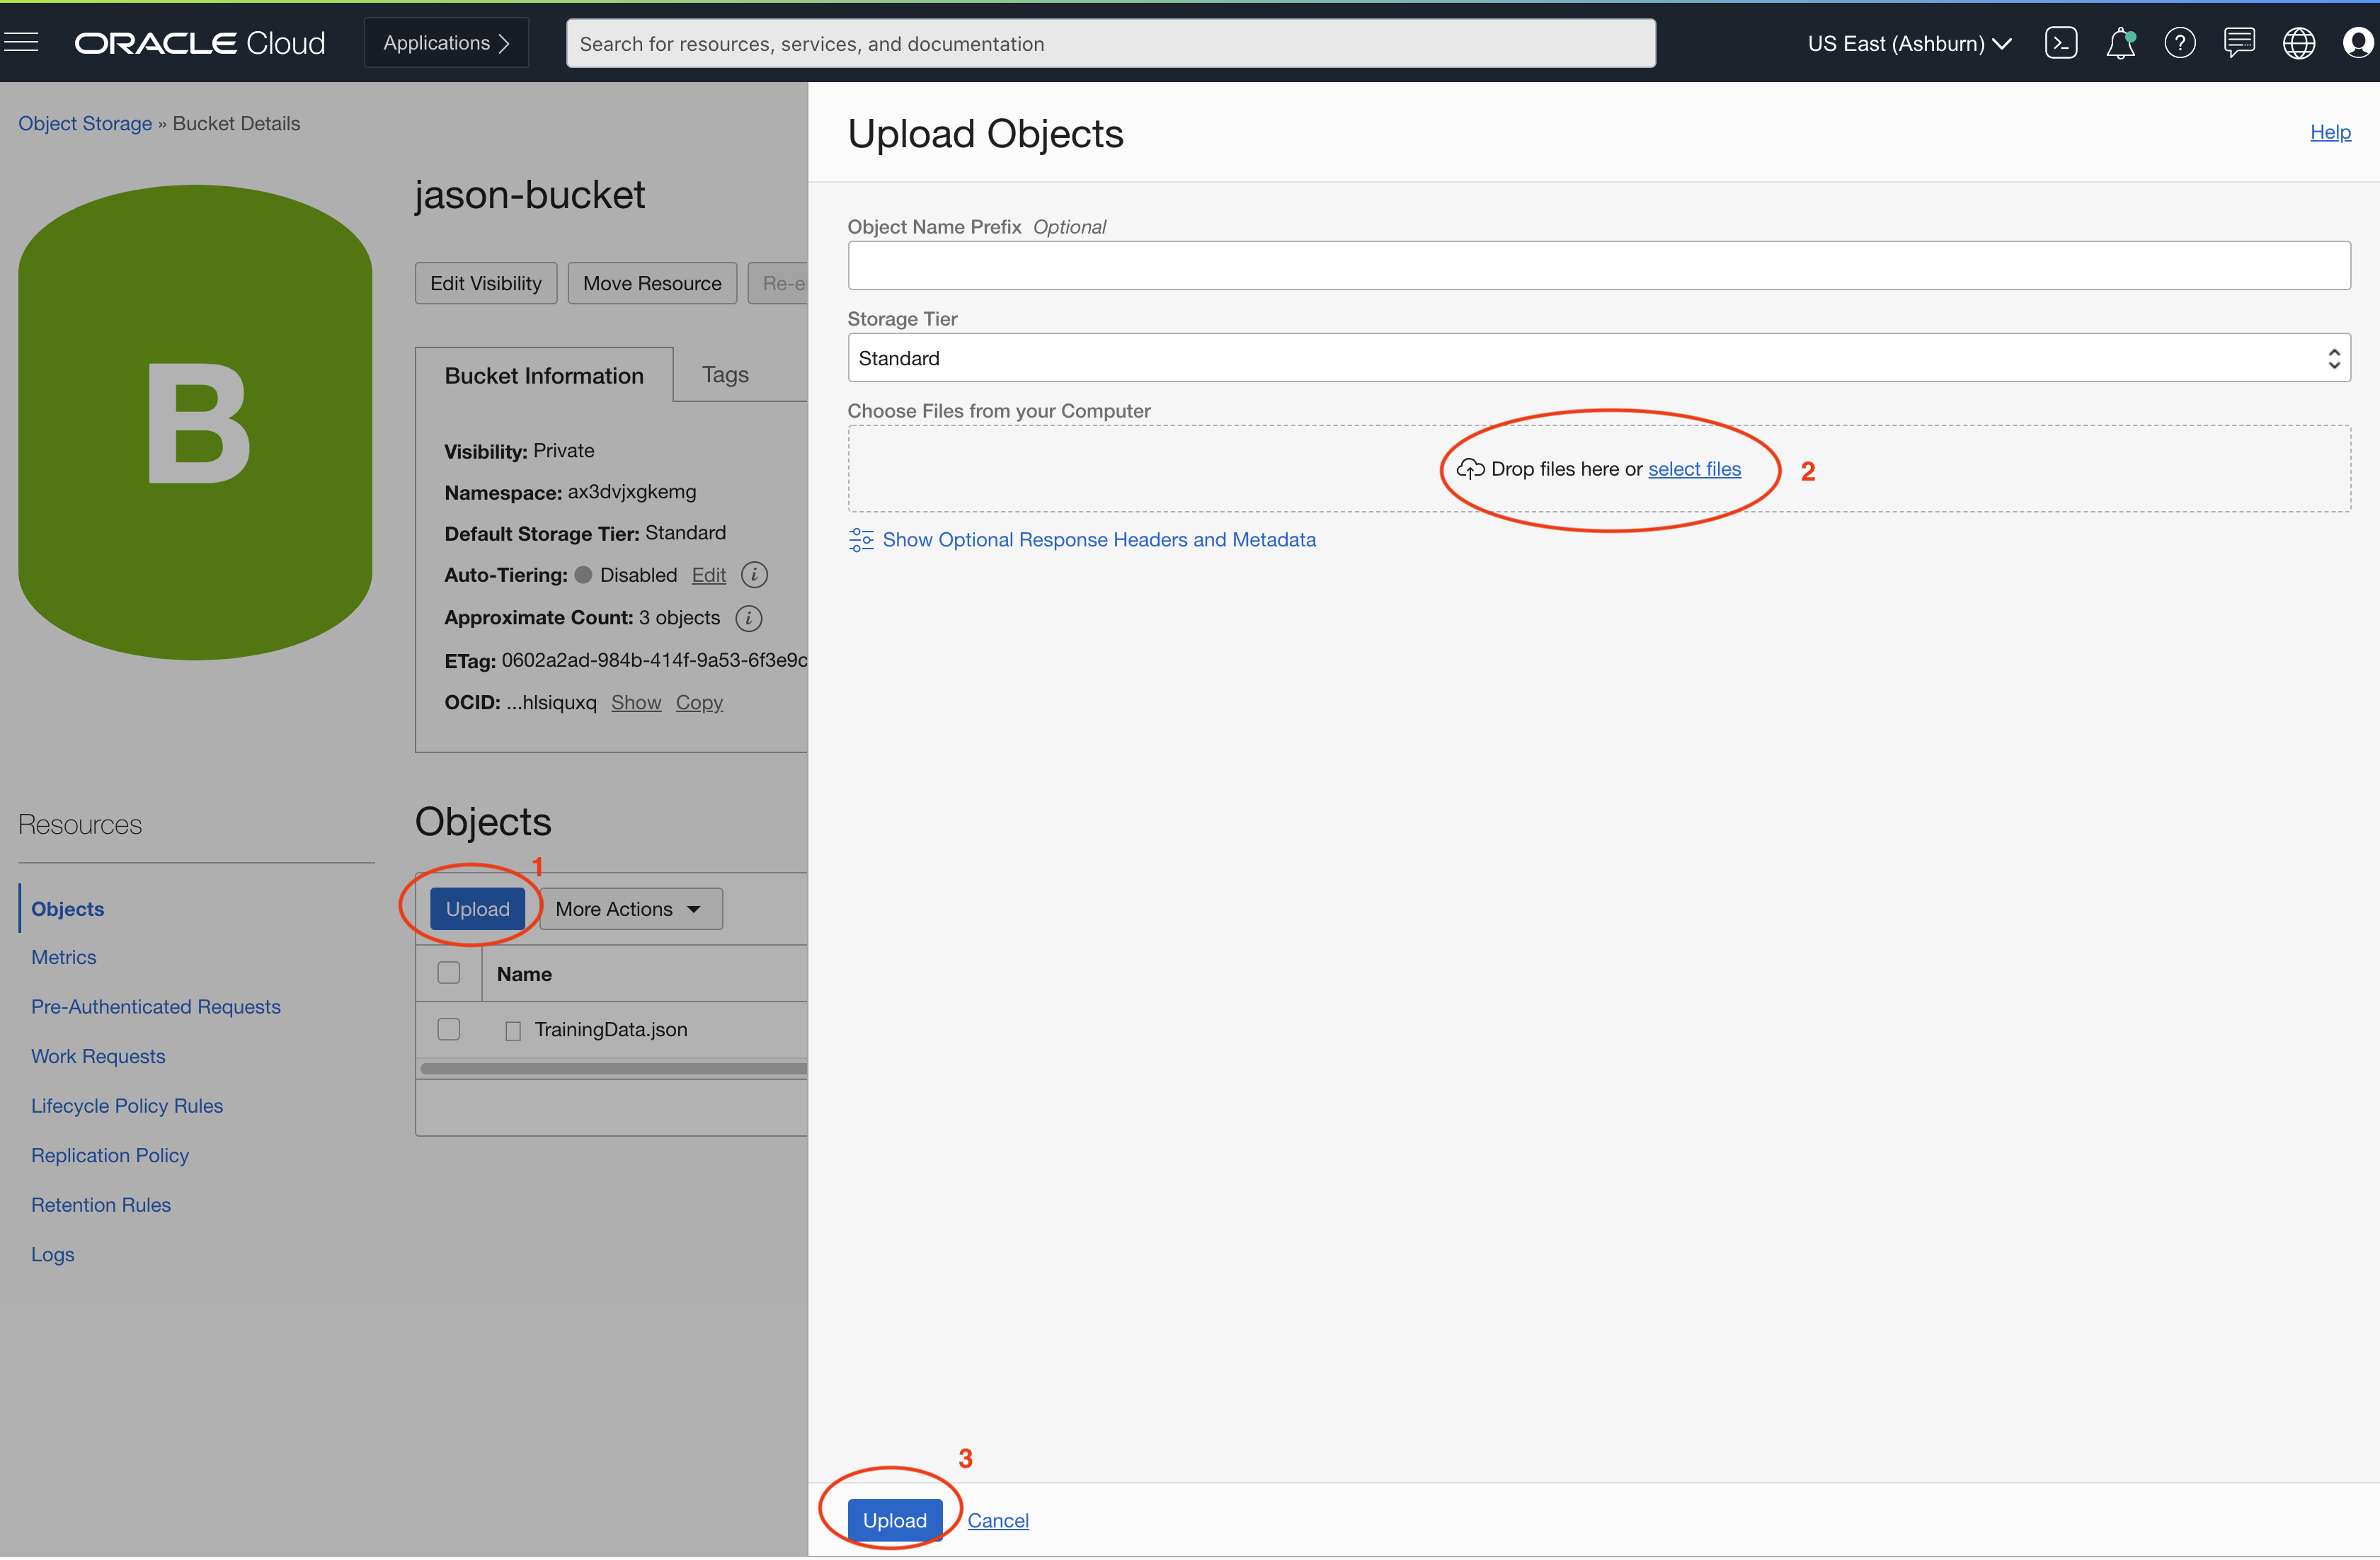 ORACLE Cloud
Applications
Search for resources, services, and documentation
US East (Ashburn)
Object Storage » Bucket Details
B
jason-bucket
Edit Visibility
Move Resource
Re-e
Bucket Information
Tags
Visibility: Private
Namespace: ax3dvjxgkemg
Default Storage Tier: Standard
Auto-Tiering: Disabled Edit
Approximate Count: 3 objects
ETag: 0602a2ad-984b-414f-9a53-6f3e9c
OCID: ...hlsiquxq Show Copy
Resources
Objects
Metrics
Pre-Authenticated Requests
Work Requests
Lifecycle Policy Rules
Replication Policy
Retention Rules
Logs
Objects
1
Upload
More Actions
Name
TrainingData.json
Upload Objects
Help
Object Name Prefix Optional
Storage Tier
Standard
Choose Files from your Computer
Drop files here or select files
2
Show Optional Response Headers and Metadata
3
Upload
Cancel